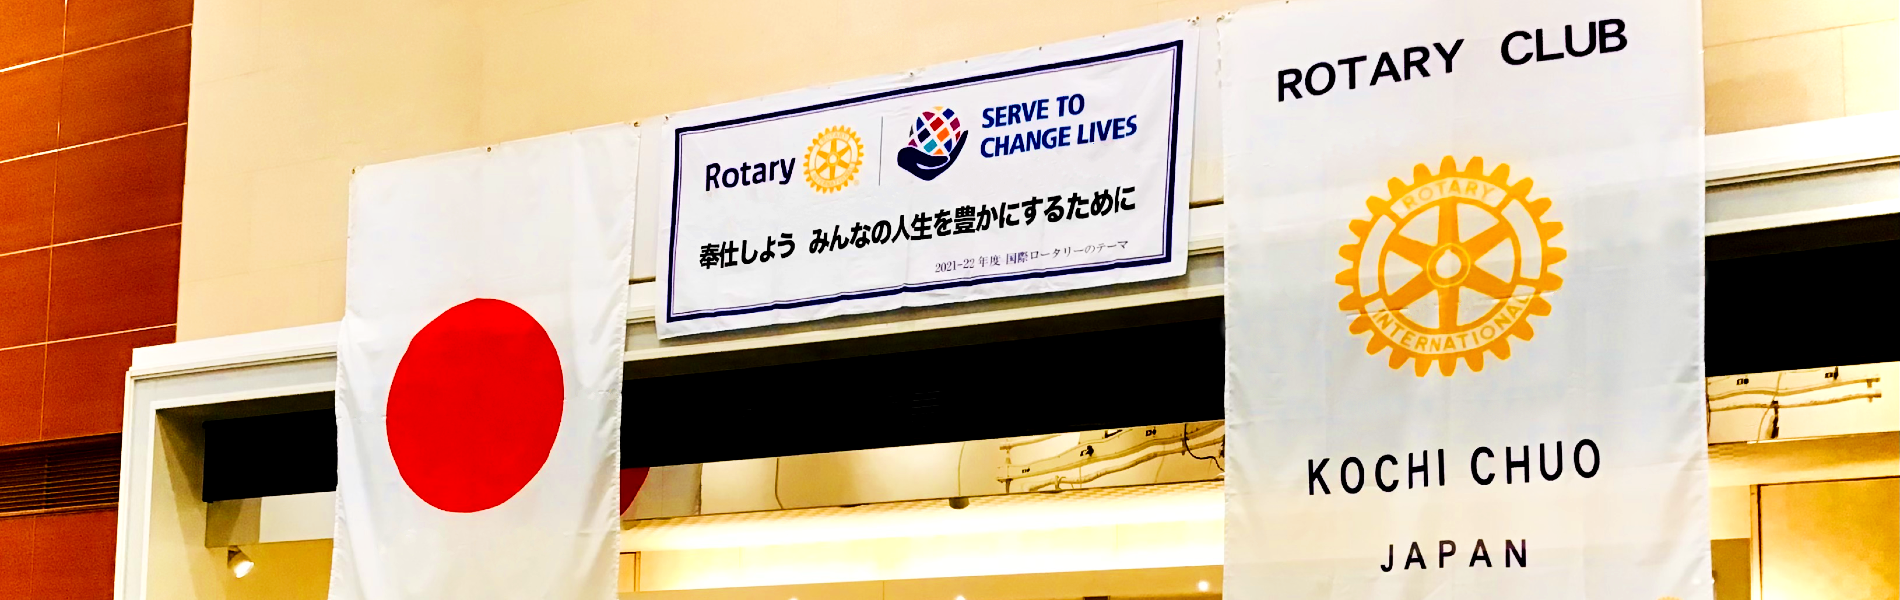 Rotary
SERVE TO
CHANGE LIVES
奉仕しよう みんなの人生を豊かにするために
2021-22 年度 国際ロータリーのテーマ
ROTARY CLUB
ROTARY
INTERNATIONAL
KOCHI CHUO
JAPAN